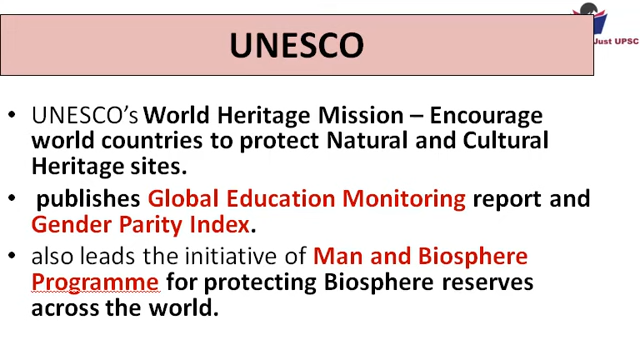 Just UPSC
UNESCO
• UNESCO's World Heritage Mission – Encourage
world countries to protect Natural and Cultural
Heritage sites.
• publishes Global Education Monitoring report and
Gender Parity Index.
• also leads the initiative of Man and Biosphere
Programme for protecting Biosphere reserves
across the world.